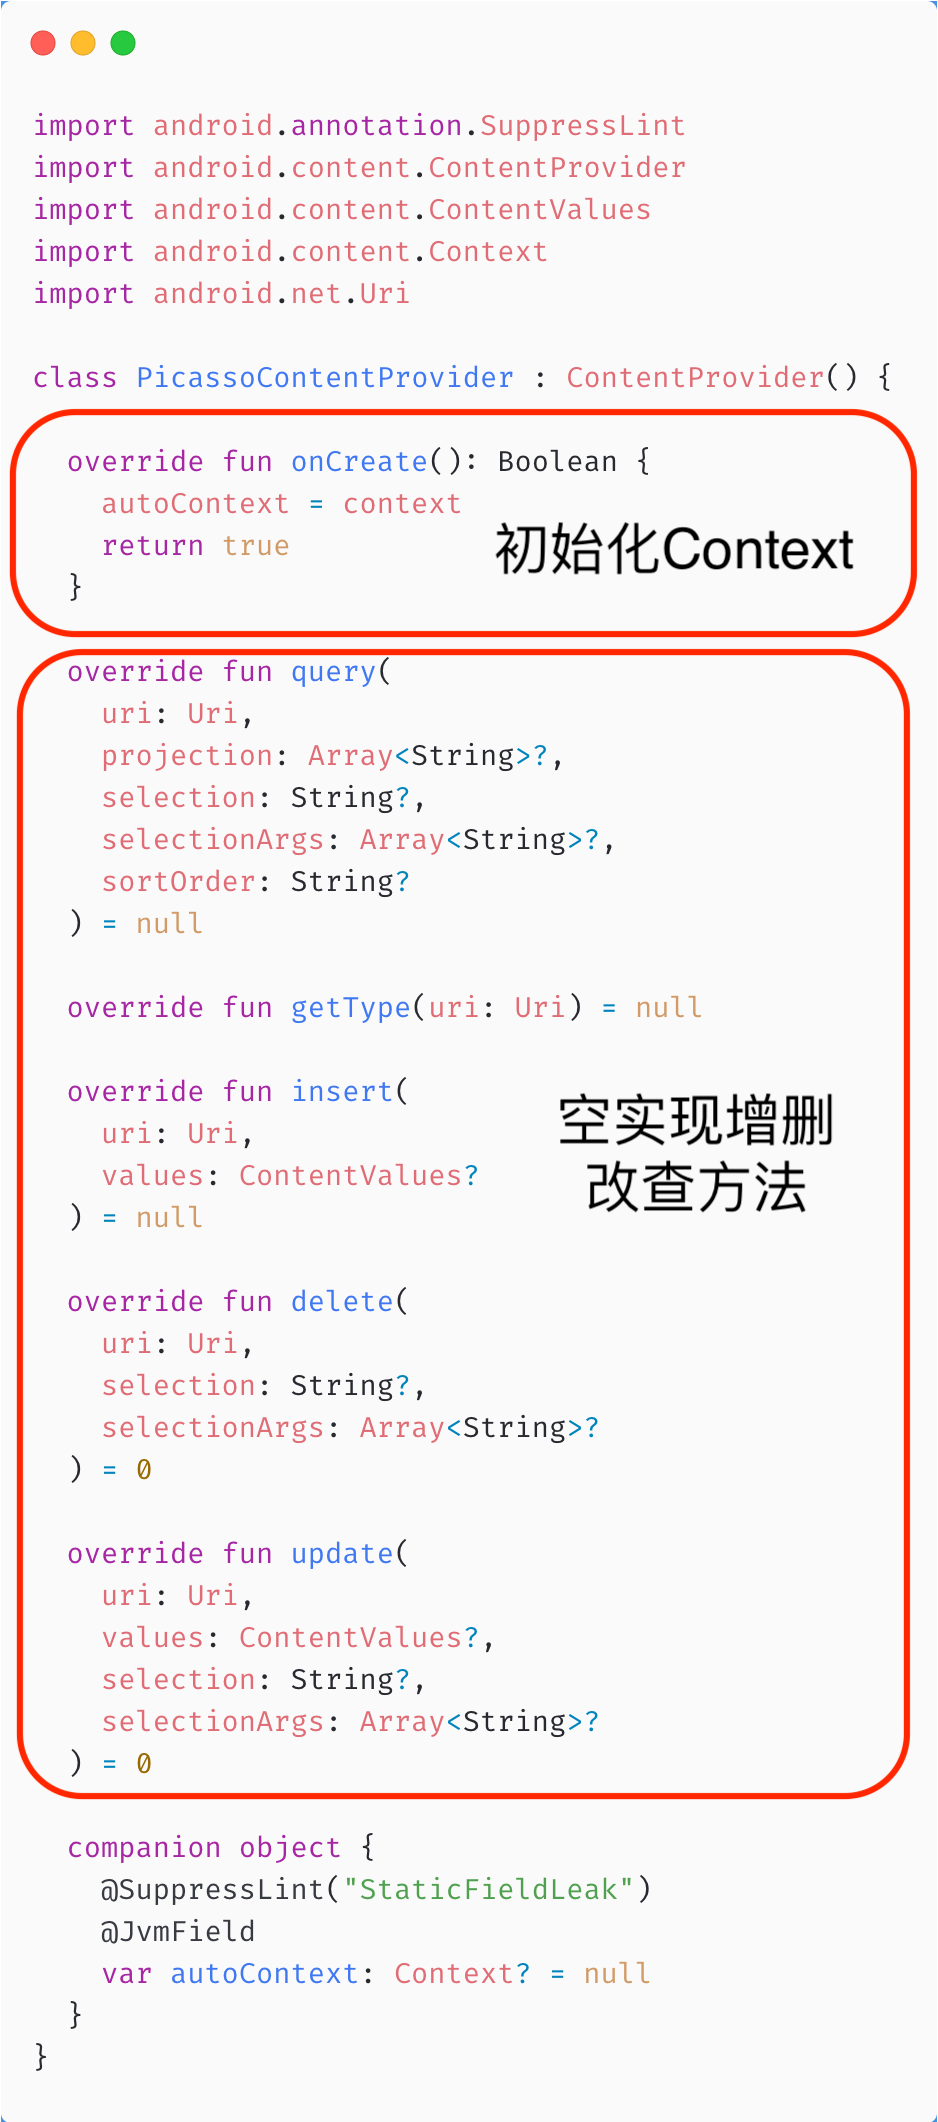 import android.annotation.SuppressLint
import android.content.ContentProvider
import android.content.ContentValues
import android.content.Context
import android.net.Uri
class PicassoContentProvider : ContentProvider() {
override fun onCreate(): Boolean {
autoContext = context
return true
初始化Context
}
override fun query(
uri: Uri,
projection: Array<String>?,
selection: String?,
selectionArgs: Array<String>?,
sortOrder: String?
) = null
override fun getType(uri: Uri) = null
override fun insert(
uri: Uri,
values: ContentValues?
) = null
空实现增删
改查方法
override fun delete(
uri: Uri,
selection: String?,
selectionArgs: Array<String>?
) = 0
override fun update(
uri: Uri,
values: ContentValues?,
selection: String?,
selectionArgs: Array<String>?
) = 0
companion object {
@SuppressLint("StaticFieldLeak")
@JvmField
var autoContext: Context? = null
}
}